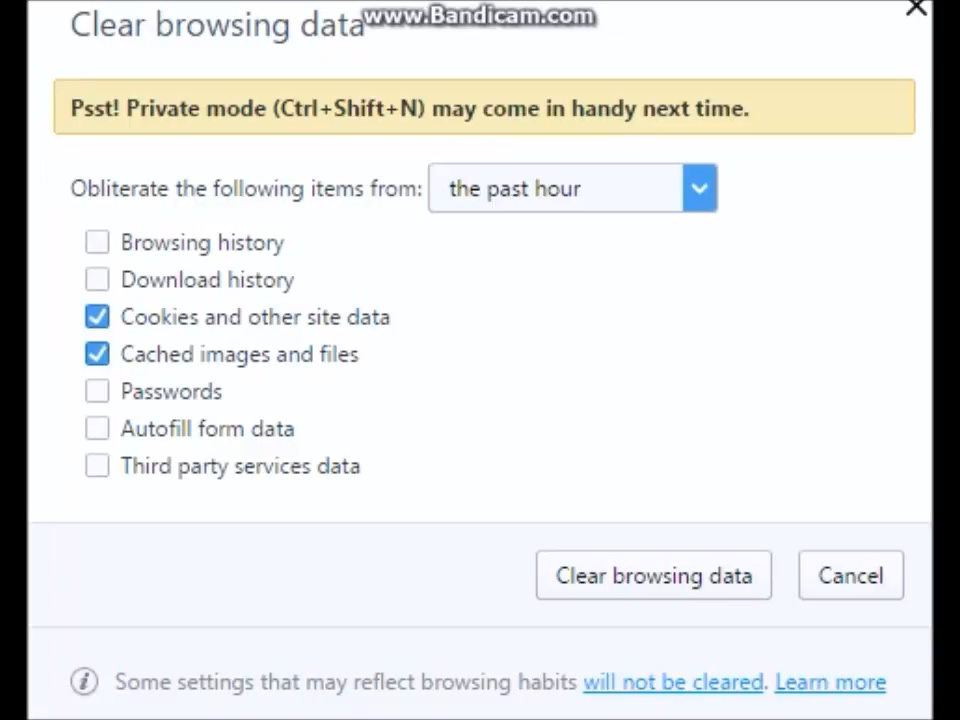 Clear browsing data
www.Bandicam.com
Psst! Private mode (Ctrl+Shift+N) may come in handy next time.
Obliterate the following items from: the past hour
Browsing history
Download history
Cookies and other site data
Cached images and files
Passwords
Autofill form data
Third party services data
Clear browsing data Cancel
Some settings that may reflect browsing habits will not be cleared. Learn more